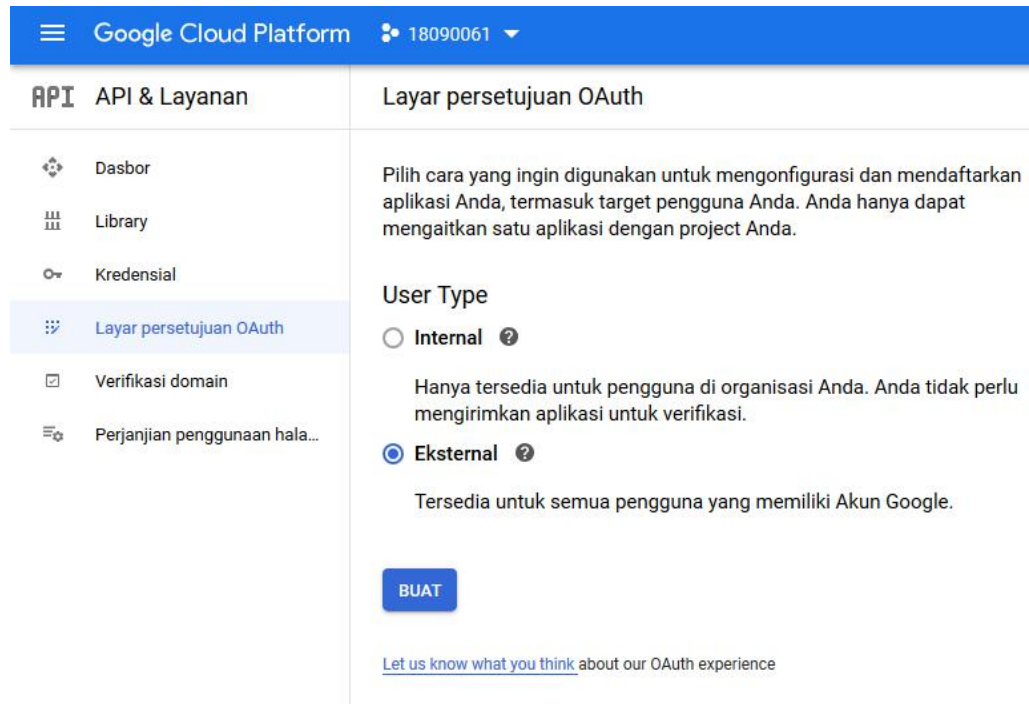 Google Cloud Platform
18090061
API
API & Layanan
Layar persetujuan OAuth
Dasbor
Library
Kredensial
Layar persetujuan OAuth
Verifikasi domain
Perjanjian penggunaan hala...
Pilih cara yang ingin digunakan untuk mengonfigurasi dan mendaftarkan
aplikasi Anda, termasuk target pengguna Anda. Anda hanya dapat
mengaitkan satu aplikasi dengan project Anda.
User Type
Internal ?
Hanya tersedia untuk pengguna di organisasi Anda. Anda tidak perlu
mengirimkan aplikasi untuk verifikasi.
Eksternal ?
Tersedia untuk semua pengguna yang memiliki Akun Google.
BUAT
Let us know what you think about our OAuth experience